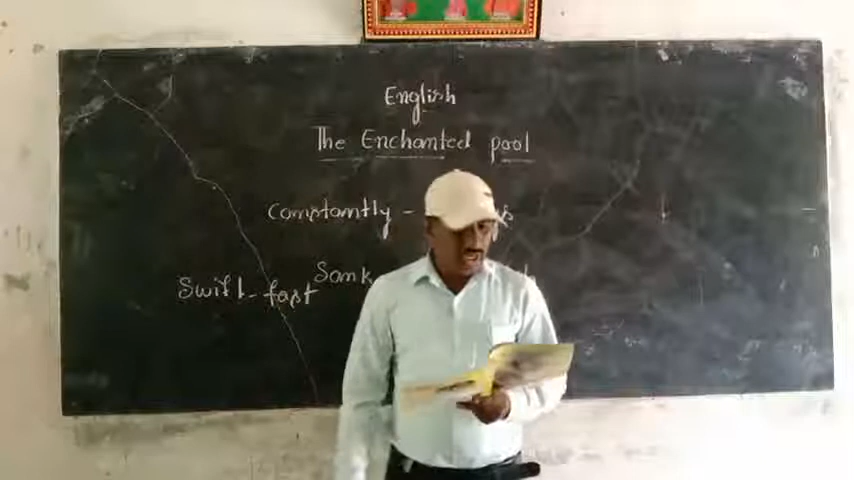 English
The Enchanted pool
Constantly -
Sank
Swift - fast